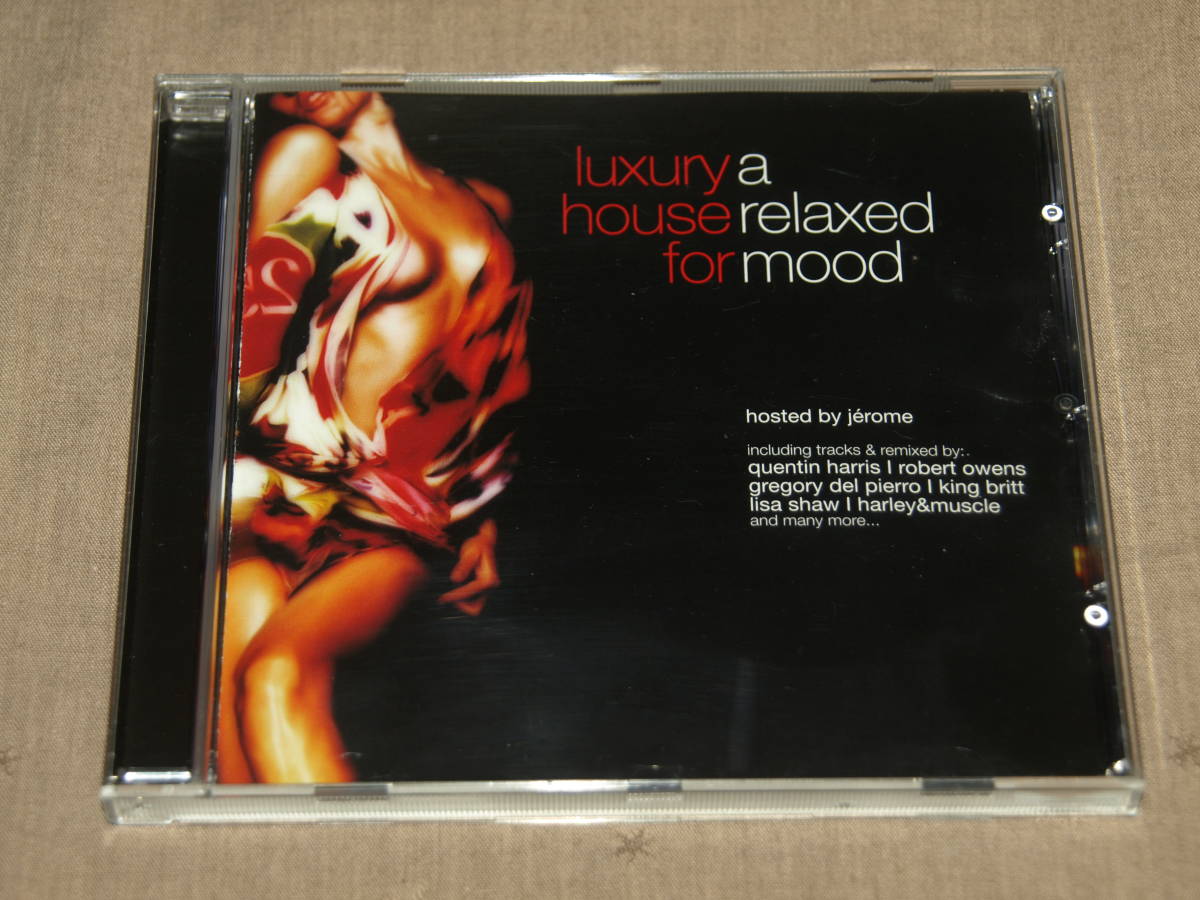 luxury a
house relaxed
for mood
hosted by jérome
including tracks & remixed by:.
quentin harris | robert owens
gregory del pierro | king britt
lisa shaw | harley&muscle
and many more...